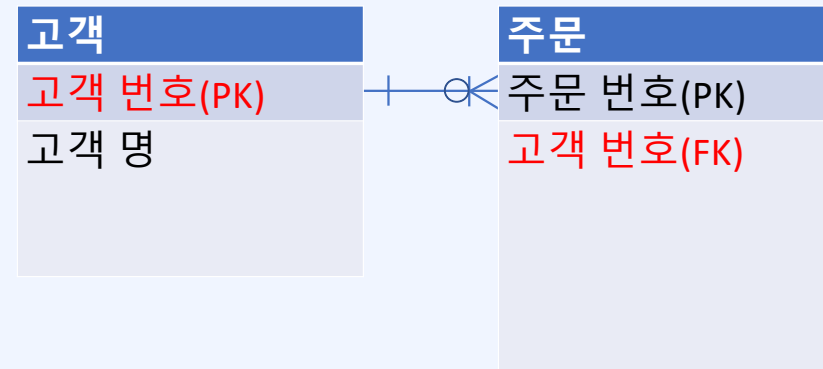 고객
고객 번호(PK)
고객 명
주문
주문 번호(PK)
고객 번호(FK)